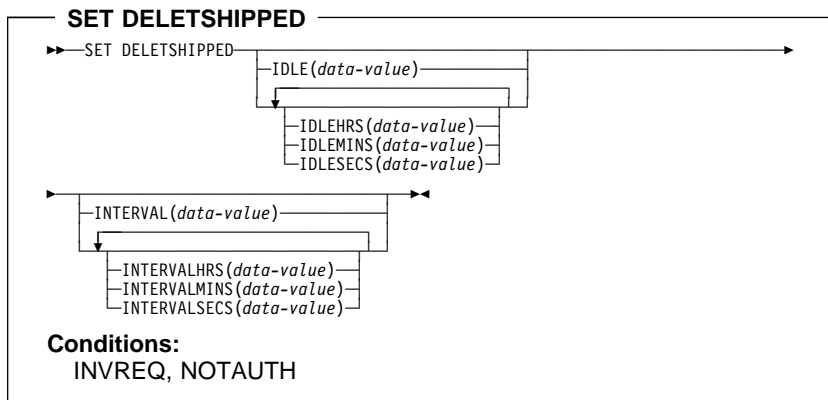 SET DELETSHIPPED
SET DELETSHIPPED
IDLE(data-value)
IDLEHRS(data-value)
IDLEMINS(data-value)
IDLESECS(data-value)
INTERVAL(data-value)
INTERVALHRS(data-value)
INTERVALMINS(data-value)
INTERVALSECS(data-value)
Conditions:
INVREQ, NOTAUTH